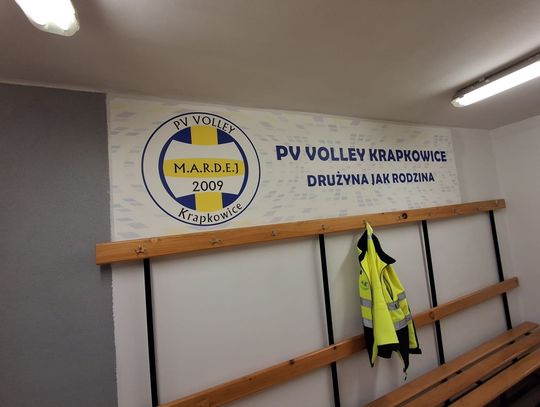 PV VOLLEY
M.A.R.D.E.J
2009
Krapkowice
PV VOLLEY KRAPKOWICE
DRUŻYNA JAK RODZINA